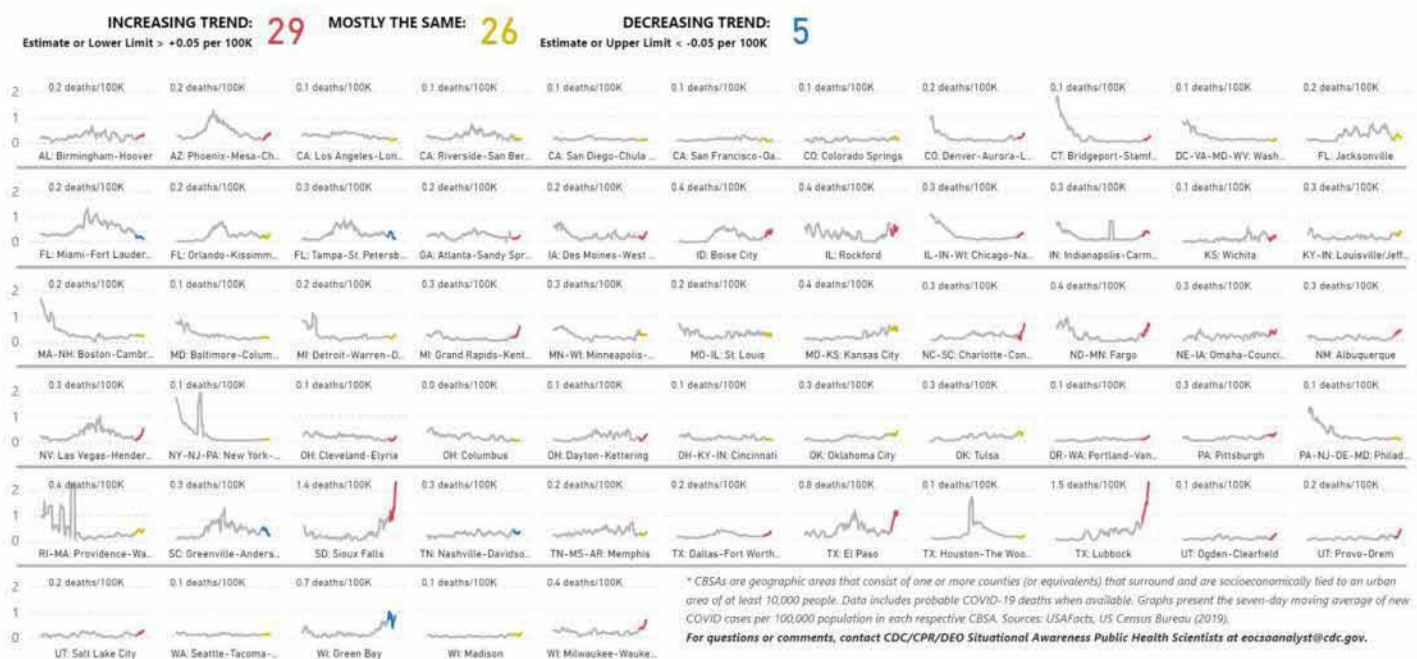 INCREASING TREND: 29 MOSTLY THE SAME: 26 DECREASING TREND: 5
Estimate or Lower Limit > +0.05 per 100K Estimate or Upper Limit < -0.05 per 100K
0.2 deaths/100K 0.2 deaths/100K 0.1 deaths/100K 0.1 deaths/100K 0.1 deaths/100K 0.1 deaths/100K 0.1 deaths/100K 0.2 deaths/100K 0.1 deaths/100K 0.1 deaths/100K 0.2 deaths/100K
2
1
0
AL: Birmingham-Hoover AZ: Phoenix-Mesa-Ch... CA: Los Angeles-Lon... CA: Riverside-San Ber... CA: San Diego-Chula ... CA: San Francisco-Oa... CO: Colorado Springs CO: Denver-Aurora-L... CT: Bridgeport-Stamf... DC-VA-MD-WV: Wash... FL: Jacksonville
0.2 deaths/100K 0.2 deaths/100K 0.3 deaths/100K 0.2 deaths/100K 0.2 deaths/100K 0.4 deaths/100K 0.4 deaths/100K 0.3 deaths/100K 0.3 deaths/100K 0.1 deaths/100K 0.3 deaths/100K
2
1
0
FL: Miami-Fort Lauder... FL: Orlando-Kissimm... FL: Tampa-St. Petersb... GA: Atlanta-Sandy Spr... IA: Des Moines-West ... ID: Boise City IL: Rockford IL-IN-WI: Chicago-Na... IN: Indianapolis-Carm... KS: Wichita KY-IN: Louisville/Jeff...
0.2 deaths/100K 0.1 deaths/100K 0.2 deaths/100K 0.3 deaths/100K 0.3 deaths/100K 0.2 deaths/100K 0.4 deaths/100K 0.3 deaths/100K 0.4 deaths/100K 0.3 deaths/100K 0.3 deaths/100K
2
1
0
MA-NH: Boston-Cambr... MD: Baltimore-Colum... MI: Detroit-Warren-D... MI: Grand Rapids-Kent... MN-WI: Minneapolis-... MO-IL: St. Louis MO-KS: Kansas City NC-SC: Charlotte-Con... ND-MN: Fargo NE-IA: Omaha-Counci... NM: Albuquerque
0.3 deaths/100K 0.1 deaths/100K 0.1 deaths/100K 0.0 deaths/100K 0.1 deaths/100K 0.1 deaths/100K 0.3 deaths/100K 0.3 deaths/100K 0.1 deaths/100K 0.3 deaths/100K 0.1 deaths/100K
2
1
0
NV: Las Vegas-Hender... NY-NJ-PA: New York-... OH: Cleveland-Elyria OH: Columbus OH: Dayton-Kettering OH-KY-IN: Cincinnati OK: Oklahoma City OK: Tulsa OR-WA: Portland-Van... PA: Pittsburgh PA-NJ-DE-MD: Philad...
0.4 deaths/100K 0.3 deaths/100K 1.4 deaths/100K 0.3 deaths/100K 0.2 deaths/100K 0.2 deaths/100K 0.8 deaths/100K 0.1 deaths/100K 1.5 deaths/100K 0.1 deaths/100K 0.2 deaths/100K
2
1
0
RI-MA: Providence-Wa... SC: Greenville-Anders... SD: Sioux Falls TN: Nashville-Davidso... TN-MS-AR: Memphis TX: Dallas-Fort Worth... TX: El Paso TX: Houston-The Woo... TX: Lubbock UT: Ogden-Clearfield UT: Provo-Orem
0.2 deaths/100K 0.1 deaths/100K 0.7 deaths/100K 0.1 deaths/100K 0.4 deaths/100K
2
1
0
UT: Salt Lake City WA: Seattle-Tacoma-... WI: Green Bay WI: Madison WI: Milwaukee-Wauke...
* CBSAs are geographic areas that consist of one or more counties (or equivalents) that surround and are socioeconomically tied to an urban
area of at least 10,000 people. Data includes probable COVID-19 deaths when available. Graphs present the seven-day moving average of new
COVID cases per 100,000 population in each respective CBSA. Sources: USAFacts, US Census Bureau (2019).
For questions or comments, contact CDC/CPR/DEO Situational Awareness Public Health Scientists at eocsaanalyst@cdc.gov.